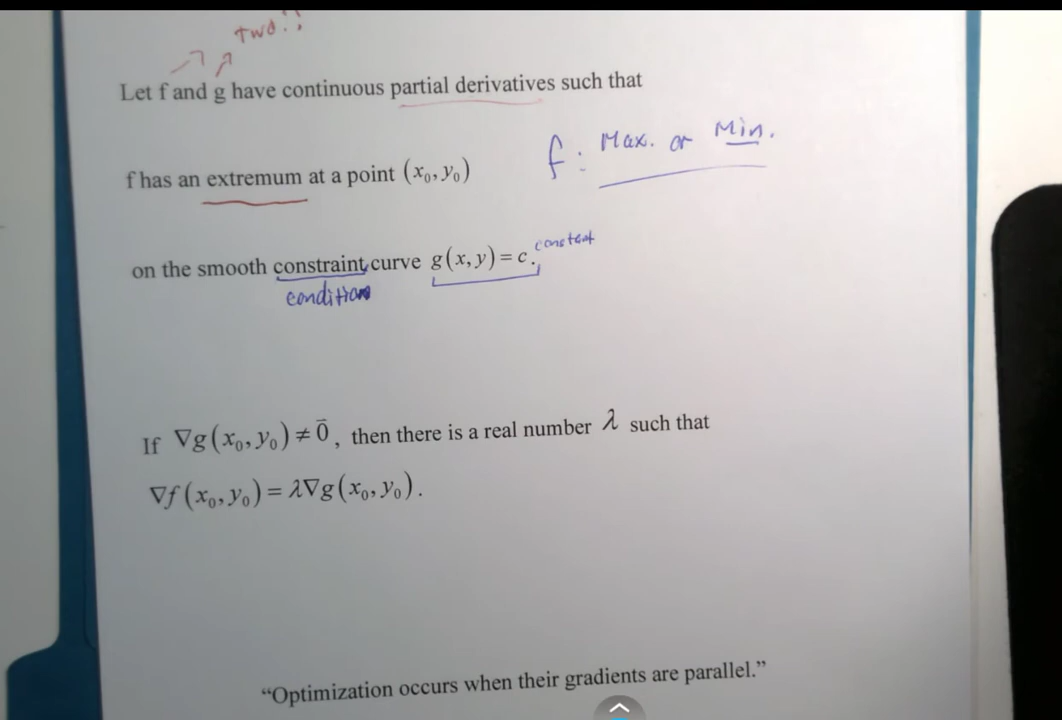 Two!!
Let f and g have continuous partial derivatives such that
f: Max. or Min.
f has an extremum at a point (x₀, y₀)
constant
on the smooth constraint curve g(x, y) = c.
condition
If ∇g(x₀, y₀) ≠ 0̄, then there is a real number λ such that
∇f(x₀, y₀) = λ∇g(x₀, y₀).
“Optimization occurs when their gradients are parallel.”